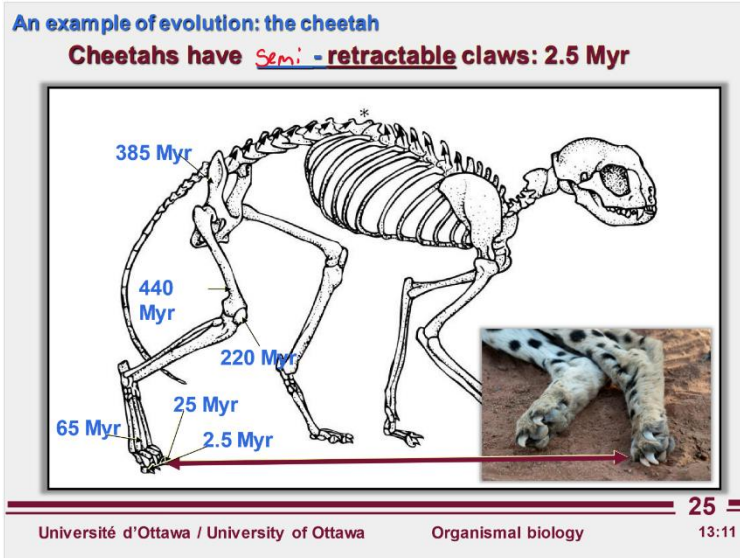 An example of evolution: the cheetah
Cheetahs have semi - retractable claws: 2.5 Myr
*
385 Myr
440
Myr
220 Myr
25 Myr
65 Myr
2.5 Myr
25
Université d'Ottawa / University of Ottawa Organismal biology 13:11